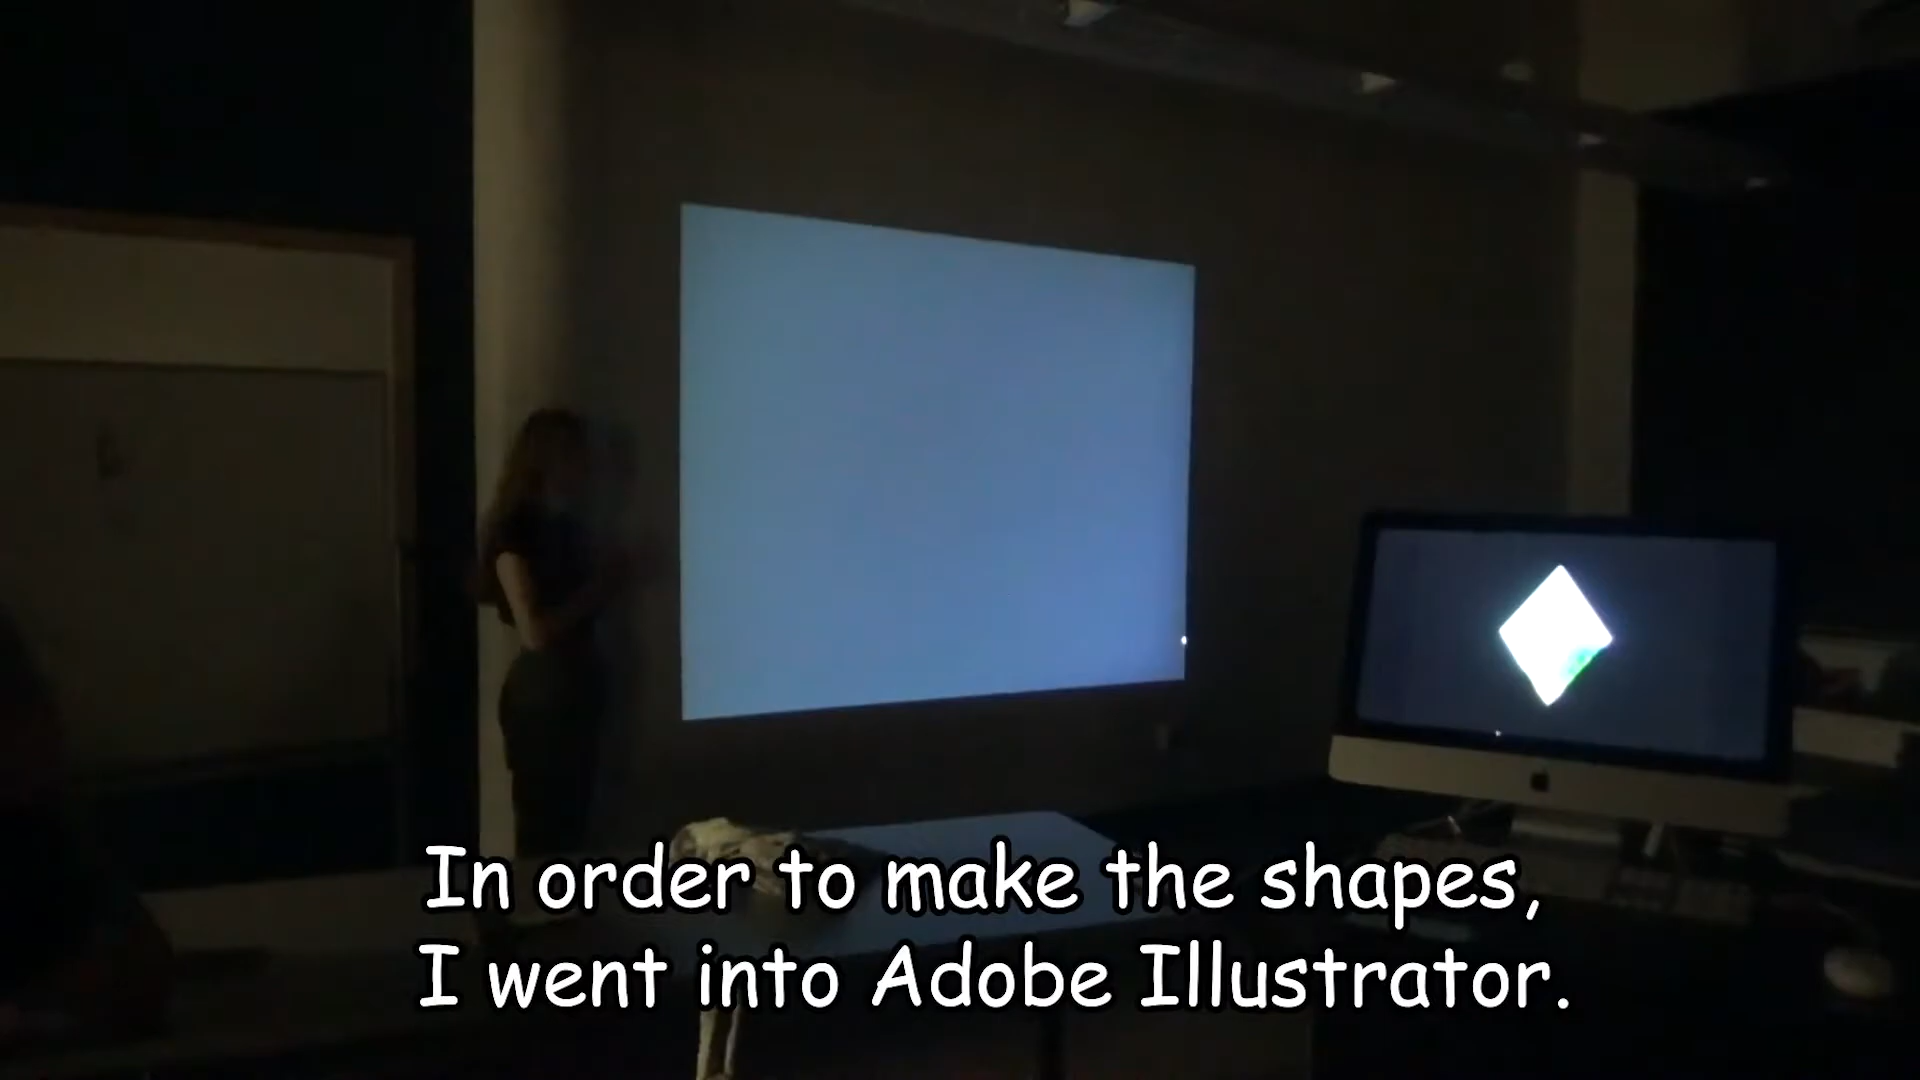 In order to make the shapes,
I went into Adobe Illustrator.